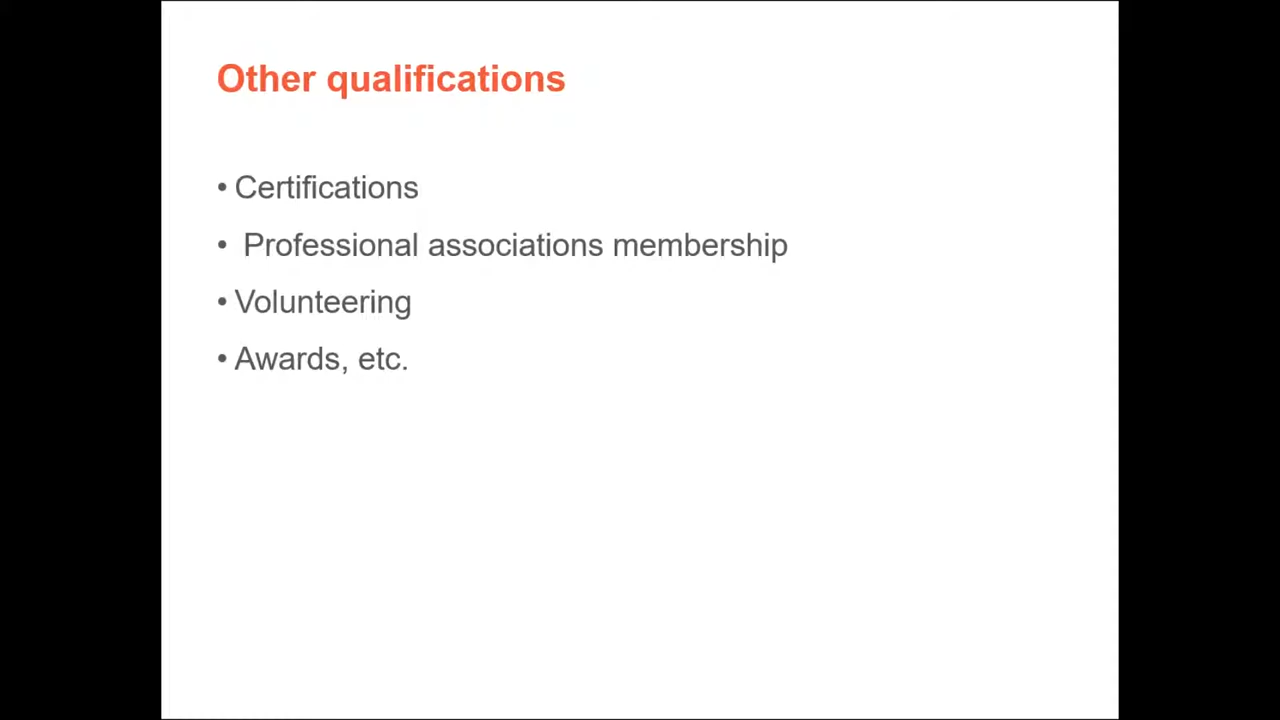 Other qualifications
• Certifications
• Professional associations membership
• Volunteering
• Awards, etc.